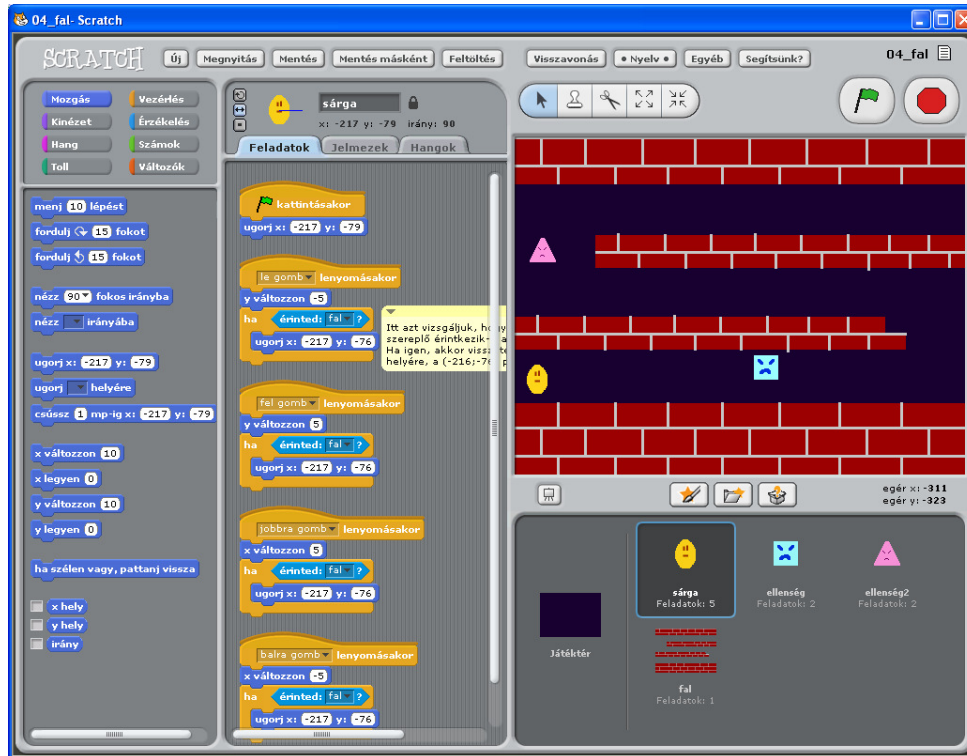 04_fal- Scratch
SCRATCH
Új
Megnyitás
Mentés
Mentés másként
Feltöltés
Visszavonás
• Nyelv •
Egyéb
Segítsünk?
04_fal
Mozgás
Vezérlés
Kinézet
Érzékelés
Hang
Számok
Toll
Változók
sárga
x: -217 y: -79 irány: 90
Feladatok
Jelmezek
Hangok
menj 10 lépést
fordulj 15 fokot
fordulj 15 fokot
nézz 90 fokos irányba
nézz irányába
ugorj x: -217 y: -79
ugorj helyére
csússz 1 mp-ig x: -217 y: -79
x változzon 10
x legyen 0
y változzon 10
y legyen 0
ha szélen vagy, pattanj vissza
x hely
y hely
irány
kattintásakor
ugorj x: -217 y: -79
le gomb lenyomásakor
y változzon -5
ha érinted: fal ?
ugorj x: -217 y: -76
Itt azt vizsgáljuk,
szereplő érintkezik-
Ha igen, akkor
helyére, a (-216;-76
fel gomb lenyomásakor
y változzon 5
ha érinted: fal ?
ugorj x: -217 y: -76
jobbra gomb lenyomásakor
x változzon 5
ha érinted: fal ?
ugorj x: -217 y: -76
balra gomb lenyomásakor
x változzon -5
ha érinted: fal ?
ugorj x: -217 y: -76
egér x: -311
egér y: -323
Játéktér
sárga
Feladatok: 5
ellenség
Feladatok: 2
ellenség2
Feladatok: 2
fal
Feladatok: 1